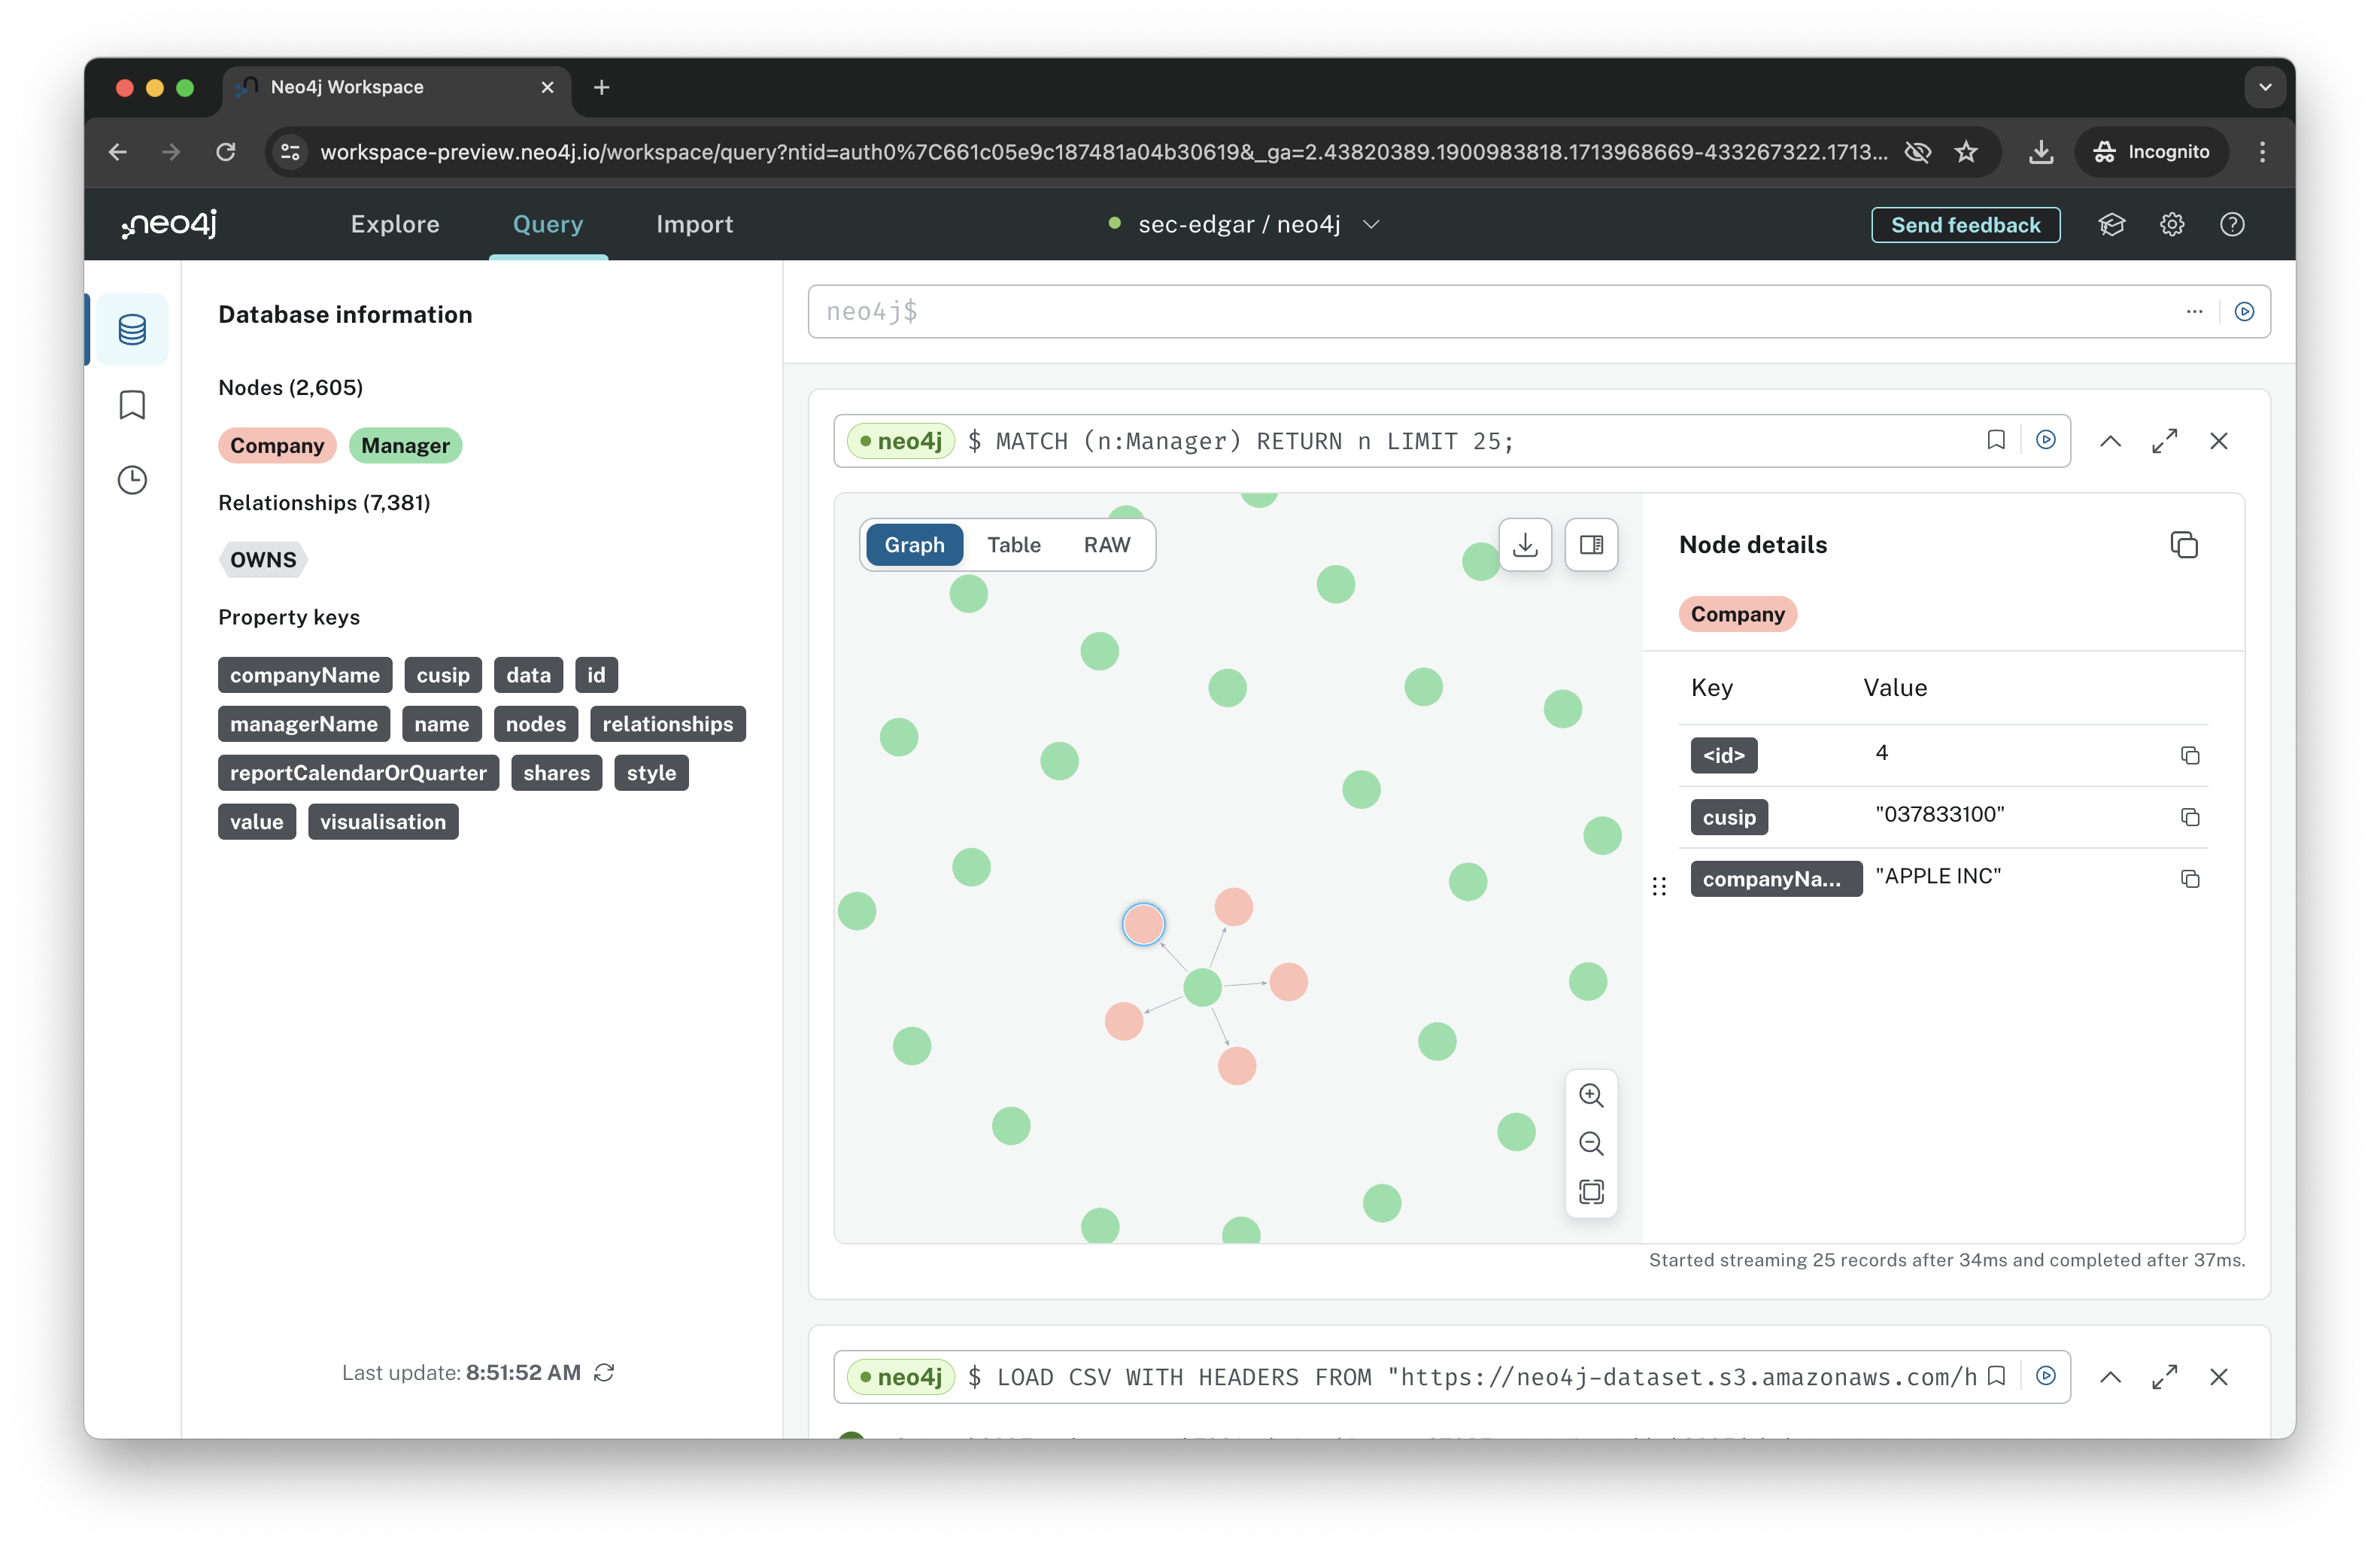 Neo4j Workspace
workspace-preview.neo4j.io/workspace/query?ntid=auth0%7C661c05e9c187481a04b30619&_ga=2.43820389.1900983818.1713968669-433267322.1713...
Incognito
neo4j
Explore
Query
Import
sec-edgar / neo4j
Send feedback
Database information
Nodes (2,605)
Company Manager
Relationships (7,381)
OWNS
Property keys
companyName cusip data id
managerName name nodes relationships
reportCalendarOrQuarter shares style
value visualisation
Last update: 8:51:52 AM
neo4j$
neo4j $ MATCH (n:Manager) RETURN n LIMIT 25;
Graph Table RAW
Node details
Company
Key Value
<id> 4
cusip "037833100"
companyNa... "APPLE INC"
Started streaming 25 records after 34ms and completed after 37ms.
neo4j $ LOAD CSV WITH HEADERS FROM "https://neo4j-dataset.s3.amazonaws.com/h